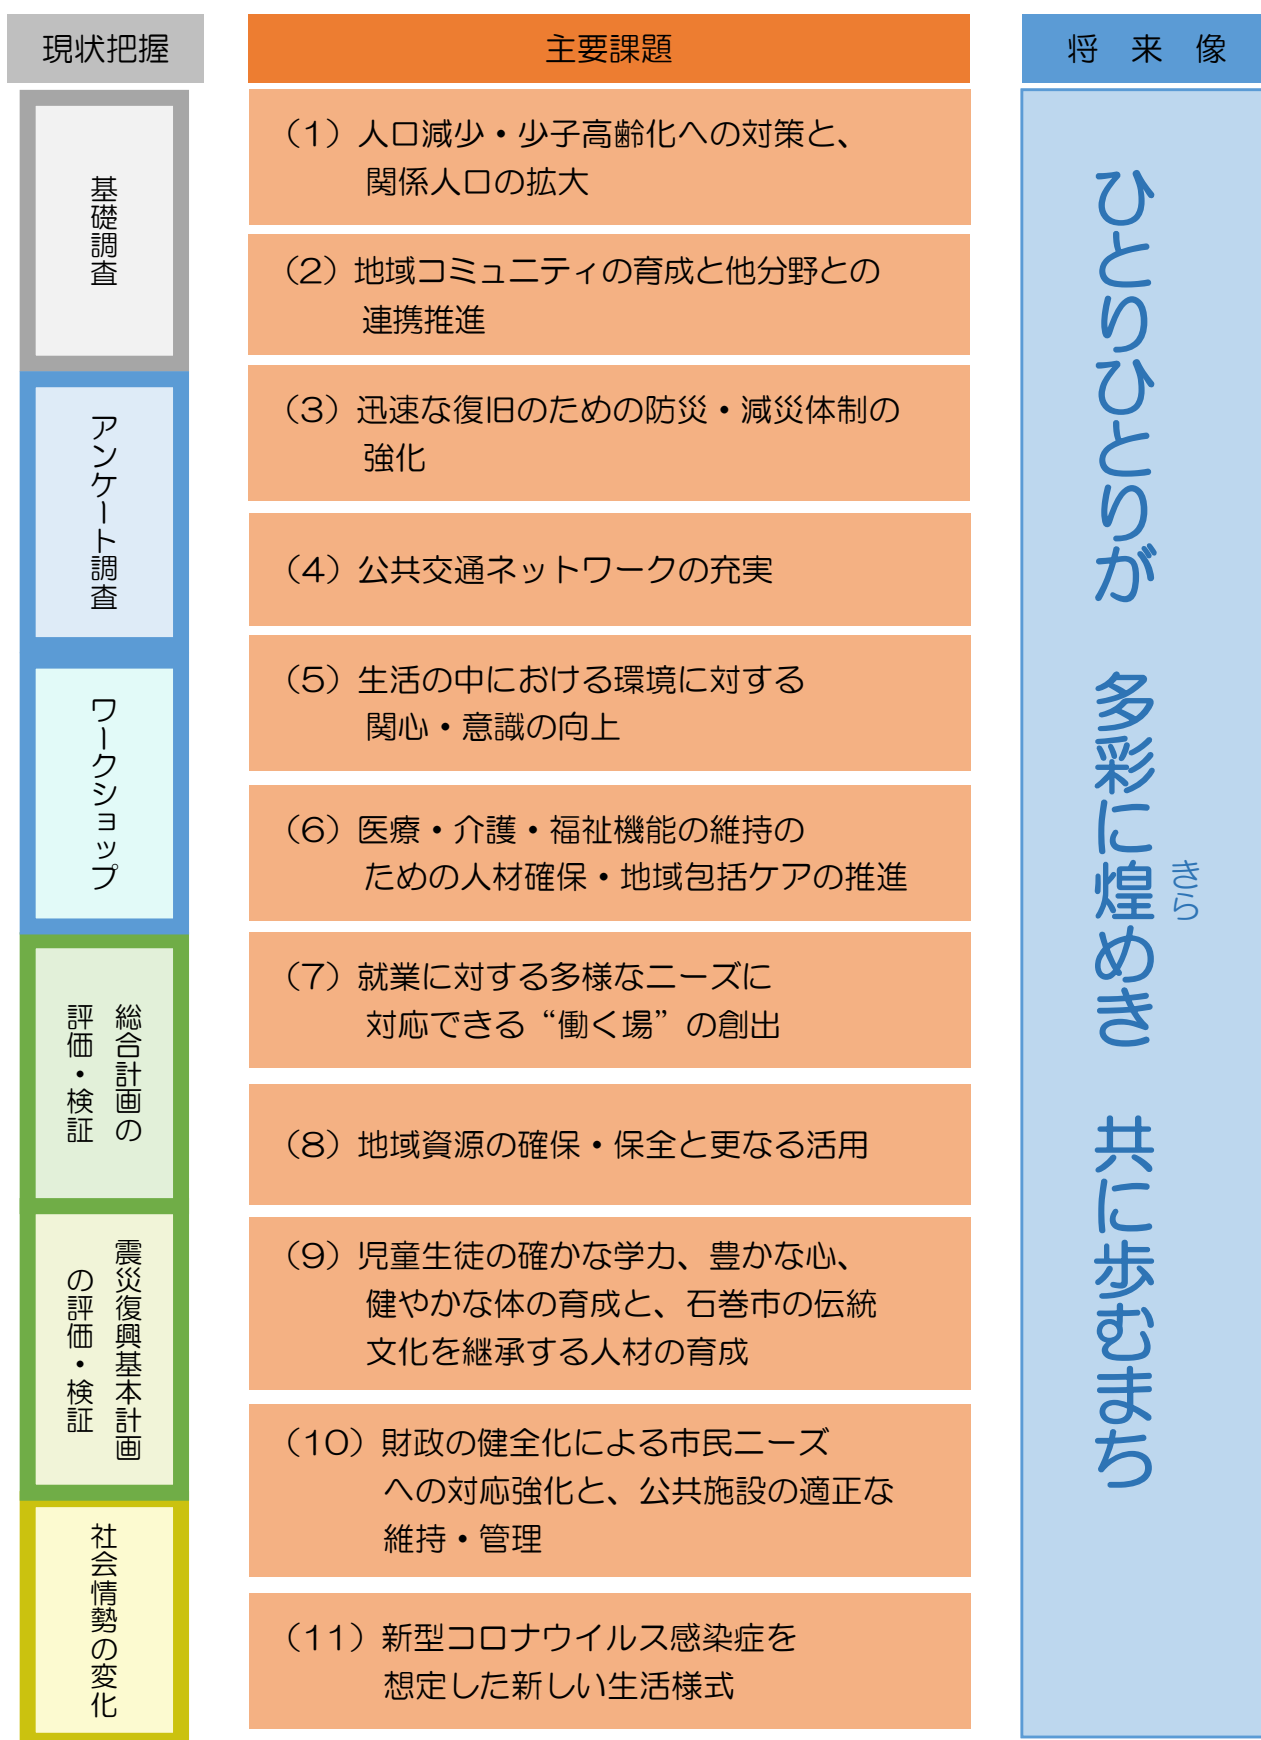 現状把握
基礎調査
アンケート調査
ワークショップ
総合計画の
評価・検証
震災復興基本計画
の評価・検証
社会情勢の変化
主要課題
（1）人口減少・少子高齢化への対策と、
関係人口の拡大
（2）地域コミュニティの育成と他分野との
連携推進
（3）迅速な復旧のための防災・減災体制の
強化
（4）公共交通ネットワークの充実
（5）生活の中における環境に対する
関心・意識の向上
（6）医療・介護・福祉機能の維持の
ための人材確保・地域包括ケアの推進
（7）就業に対する多様なニーズに
対応できる“働く場”の創出
（8）地域資源の確保・保全と更なる活用
（9）児童生徒の確かな学力、豊かな心、
健やかな体の育成と、石巻市の伝統
文化を継承する人材の育成
（10）財政の健全化による市民ニーズ
への対応強化と、公共施設の適正な
維持・管理
（11）新型コロナウイルス感染症を
想定した新しい生活様式
将来像
きら
ひとりひとりが　多彩に煌めき　共に歩むまち